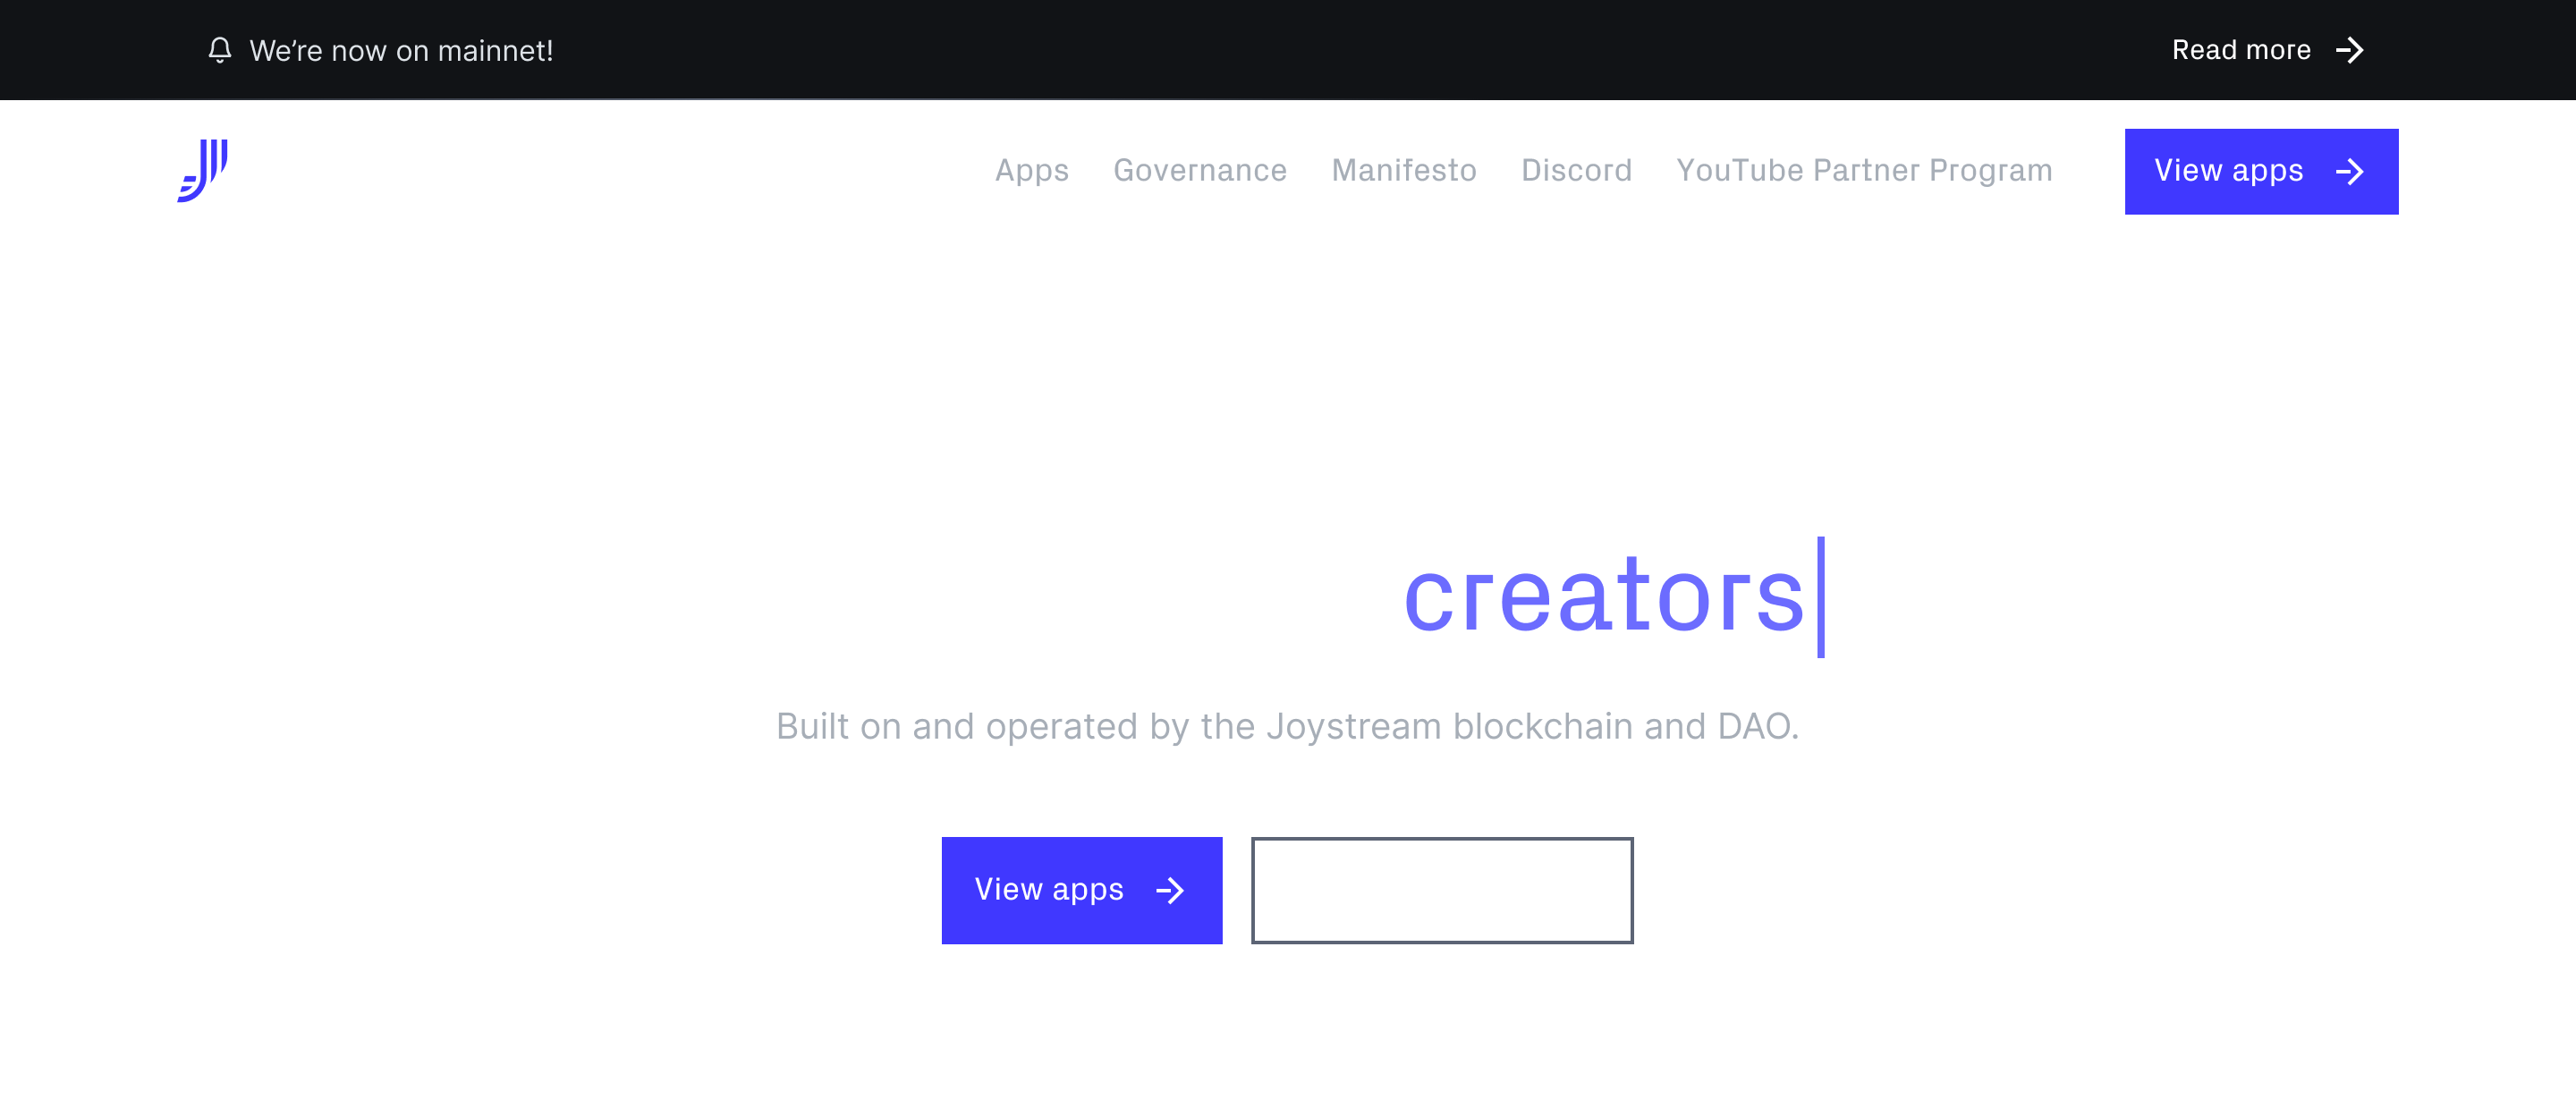 We're now on mainnet!
Read more
Apps Governance Manifesto Discord YouTube Partner Program View apps
creators
Built on and operated by the Joystream blockchain and DAO.
View apps